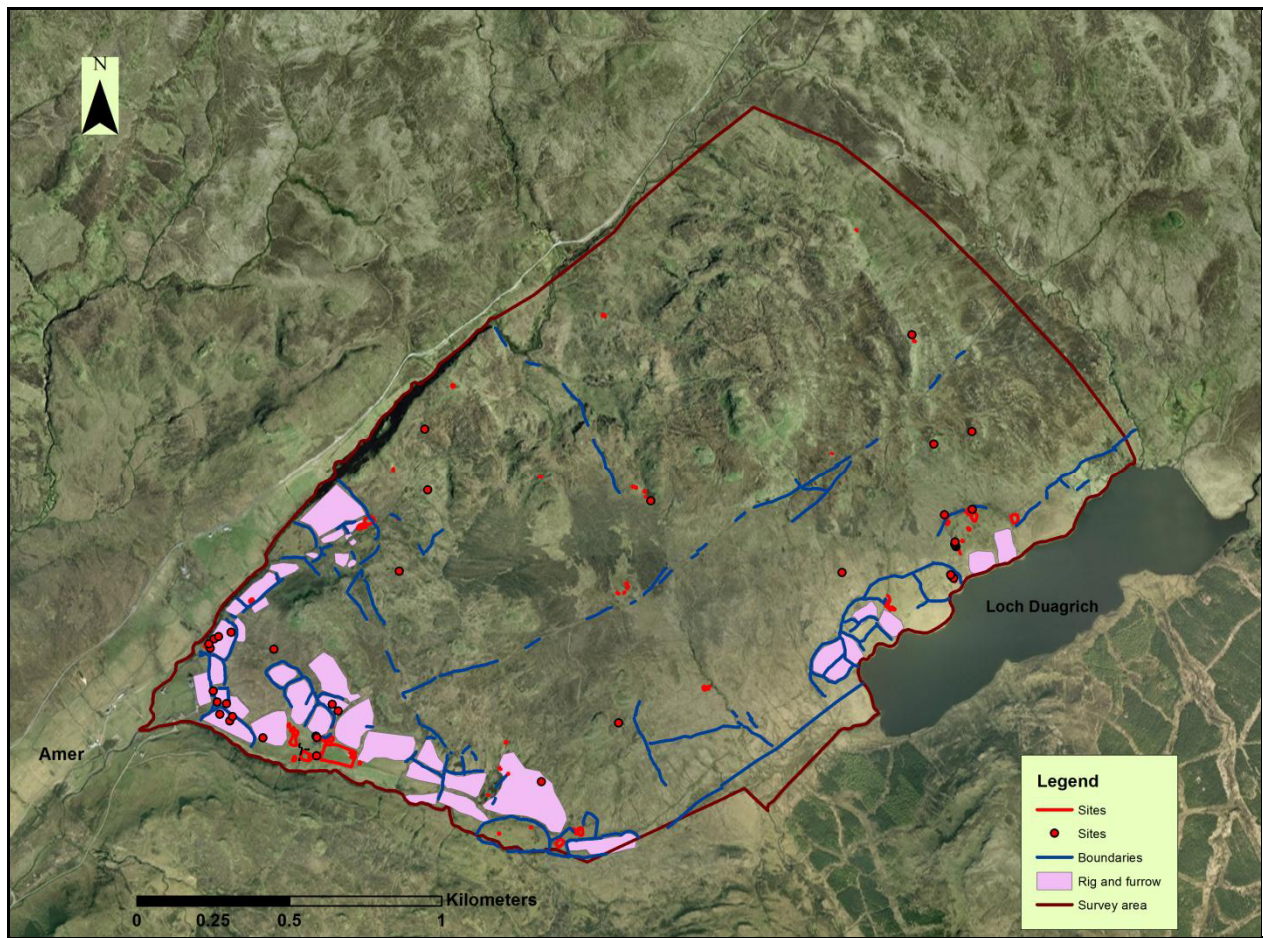 N
Loch Duagrich
Amer
Legend
Sites
Sites
Boundaries
Rig and furrow
Survey area
Kilometers
0 0.25 0.5 1